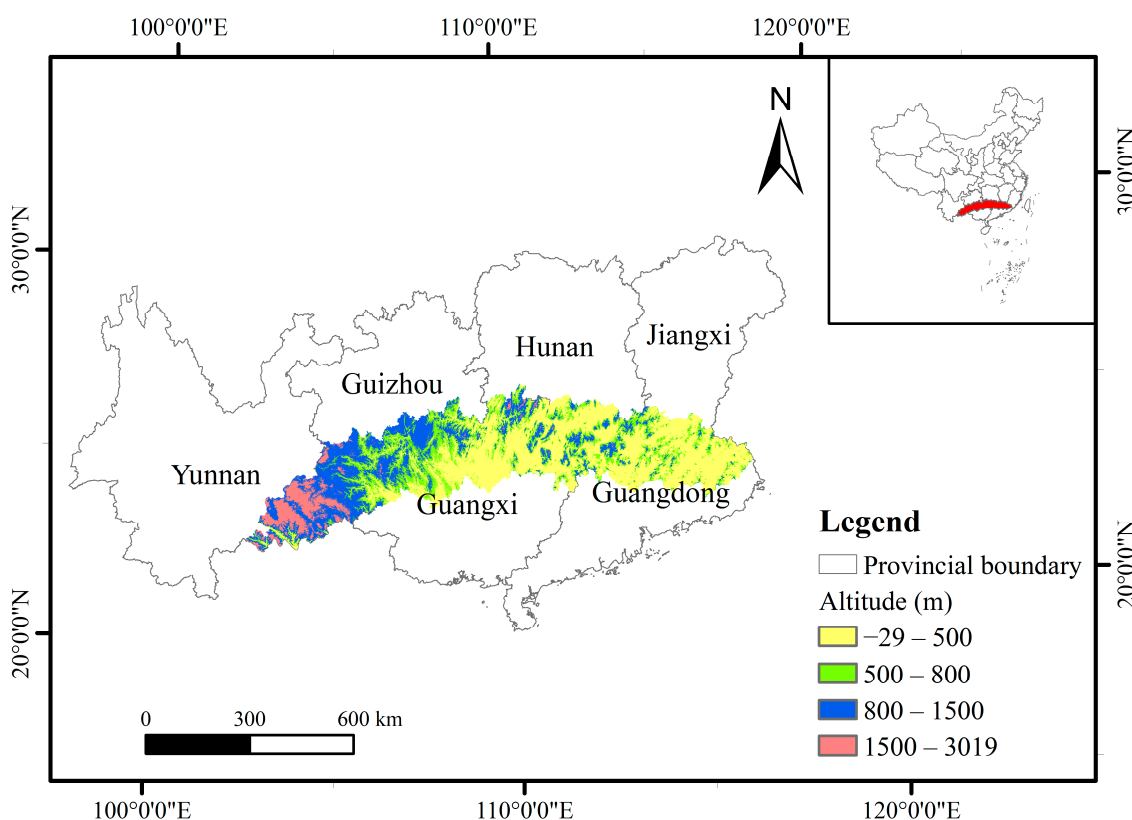 100°0'0"E 110°0'0"E 120°0'0"E
N
30°0'0"N
30°0'0"N
Jiangxi
Hunan
Guizhou
Yunnan
Guangdong
Guangxi
Legend
Provincial boundary
20°0'0"N
Altitude (m)
20°0'0"N
−29 – 500
500 – 800
800 – 1500
1500 – 3019
0 300 600 km
100°0'0"E 110°0'0"E 120°0'0"E